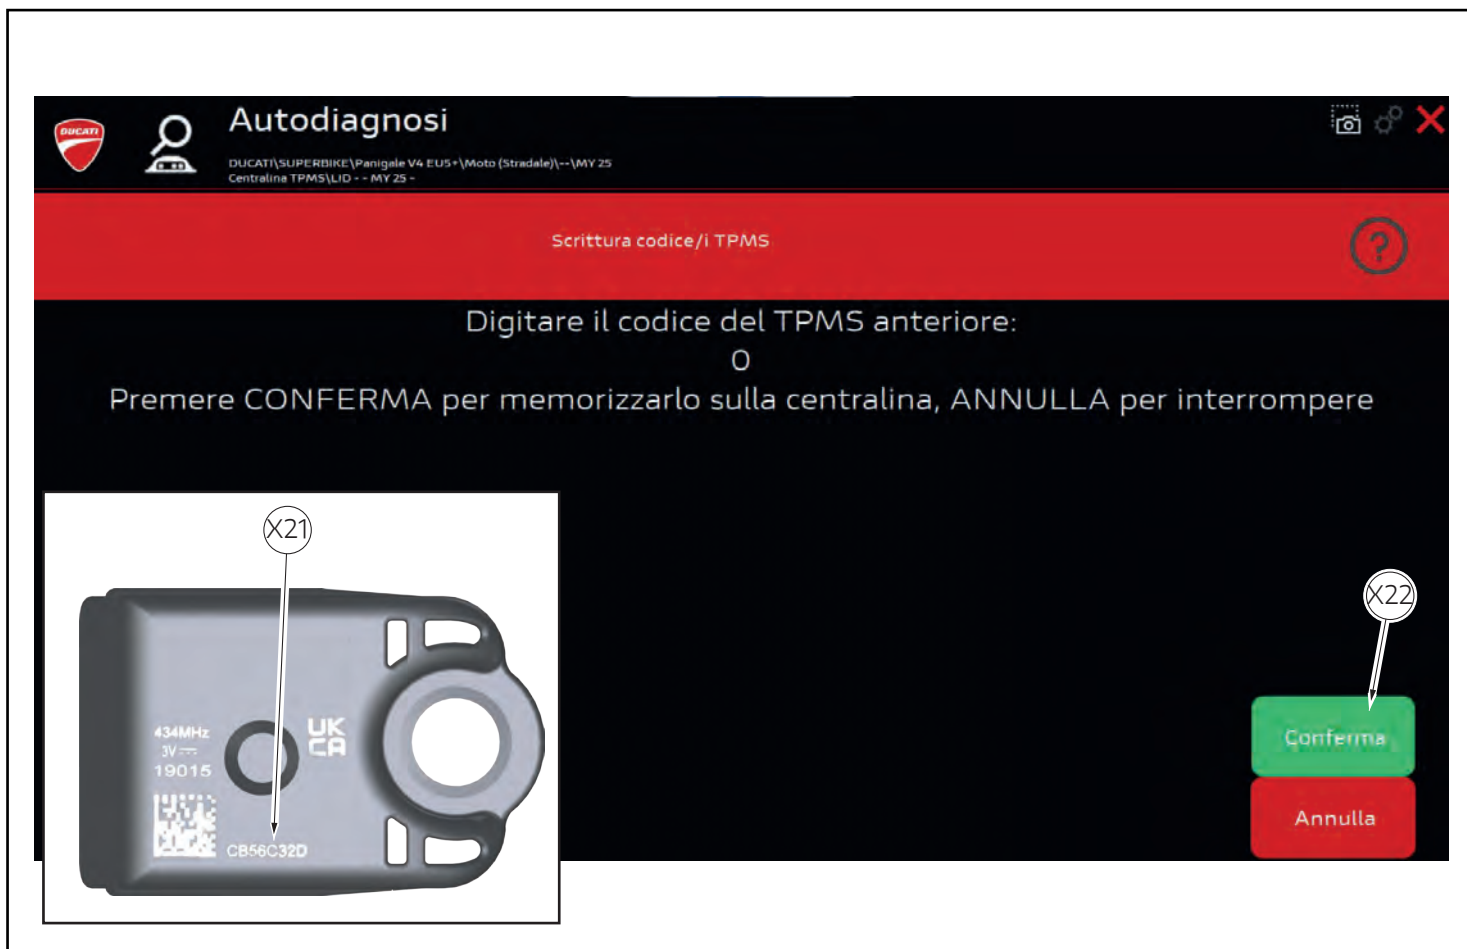 DUCATI
Autodiagnosi
DUCATI\SUPERBIKE\Panigale V4 EU5+\Moto (Stradale)\--\MY 25
Centralina TPMS\LID - - MY 25 -
Scrittura codice/i TPMS
?
Digitare il codice del TPMS anteriore:
0
Premere CONFERMA per memorizzarlo sulla centralina, ANNULLA per interrompere
X21
434MHz
3V
19015
UK
CA
CB56C32D
X22
Conferma
Annulla